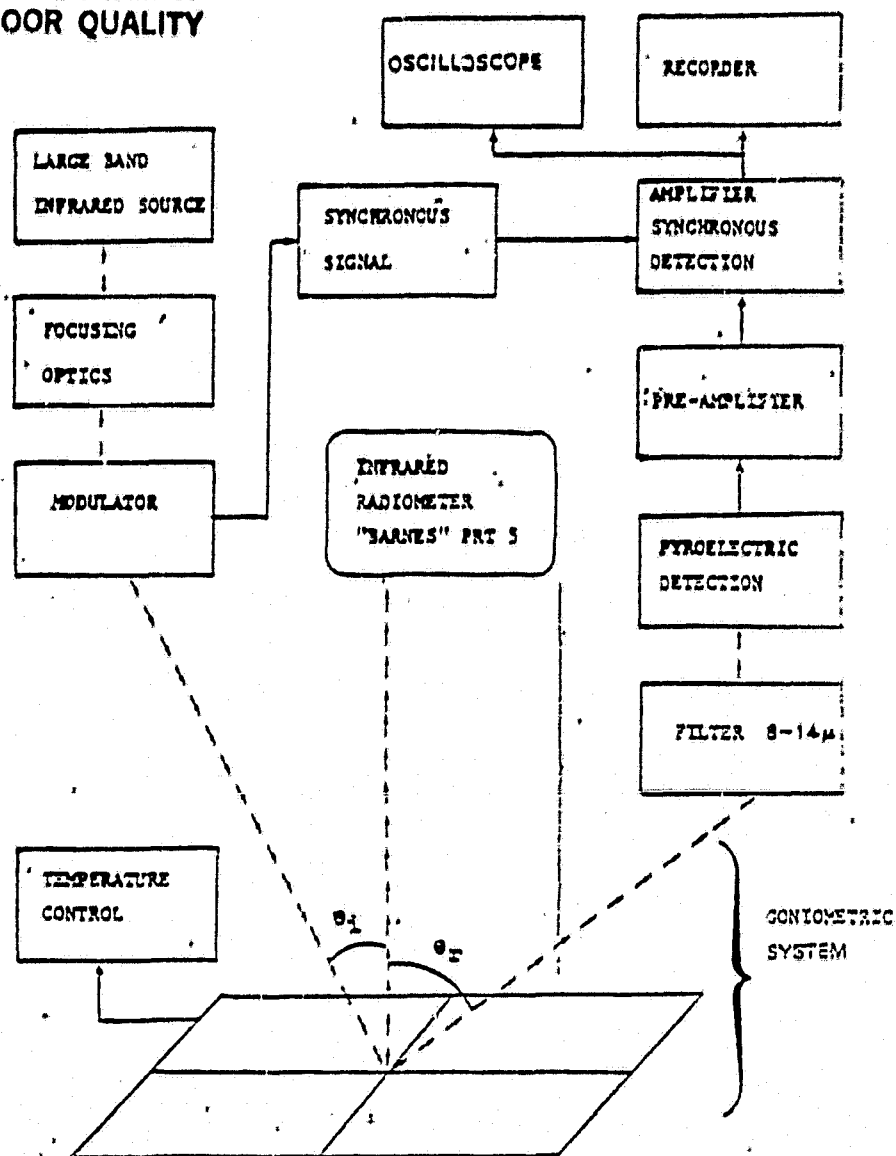 OOR QUALITY
OSCILLOSCOPE
RECORDER
LARGE BAND
INFRARED SOURCE
SYNCHRONOUS
SIGNAL
AMPLIFIER
SYNCHRONOUS
DETECTION
FOCUSING
OPTICS
PRE-AMPLIFIER
MODULATOR
INFRARED
RADIOMETER
"BARNES" PRT 5
PYROELECTRIC
DETECTION
FILTER 8-14μ
TEMPERATURE
CONTROL
θi
θr
GONIOMETRIC
SYSTEM